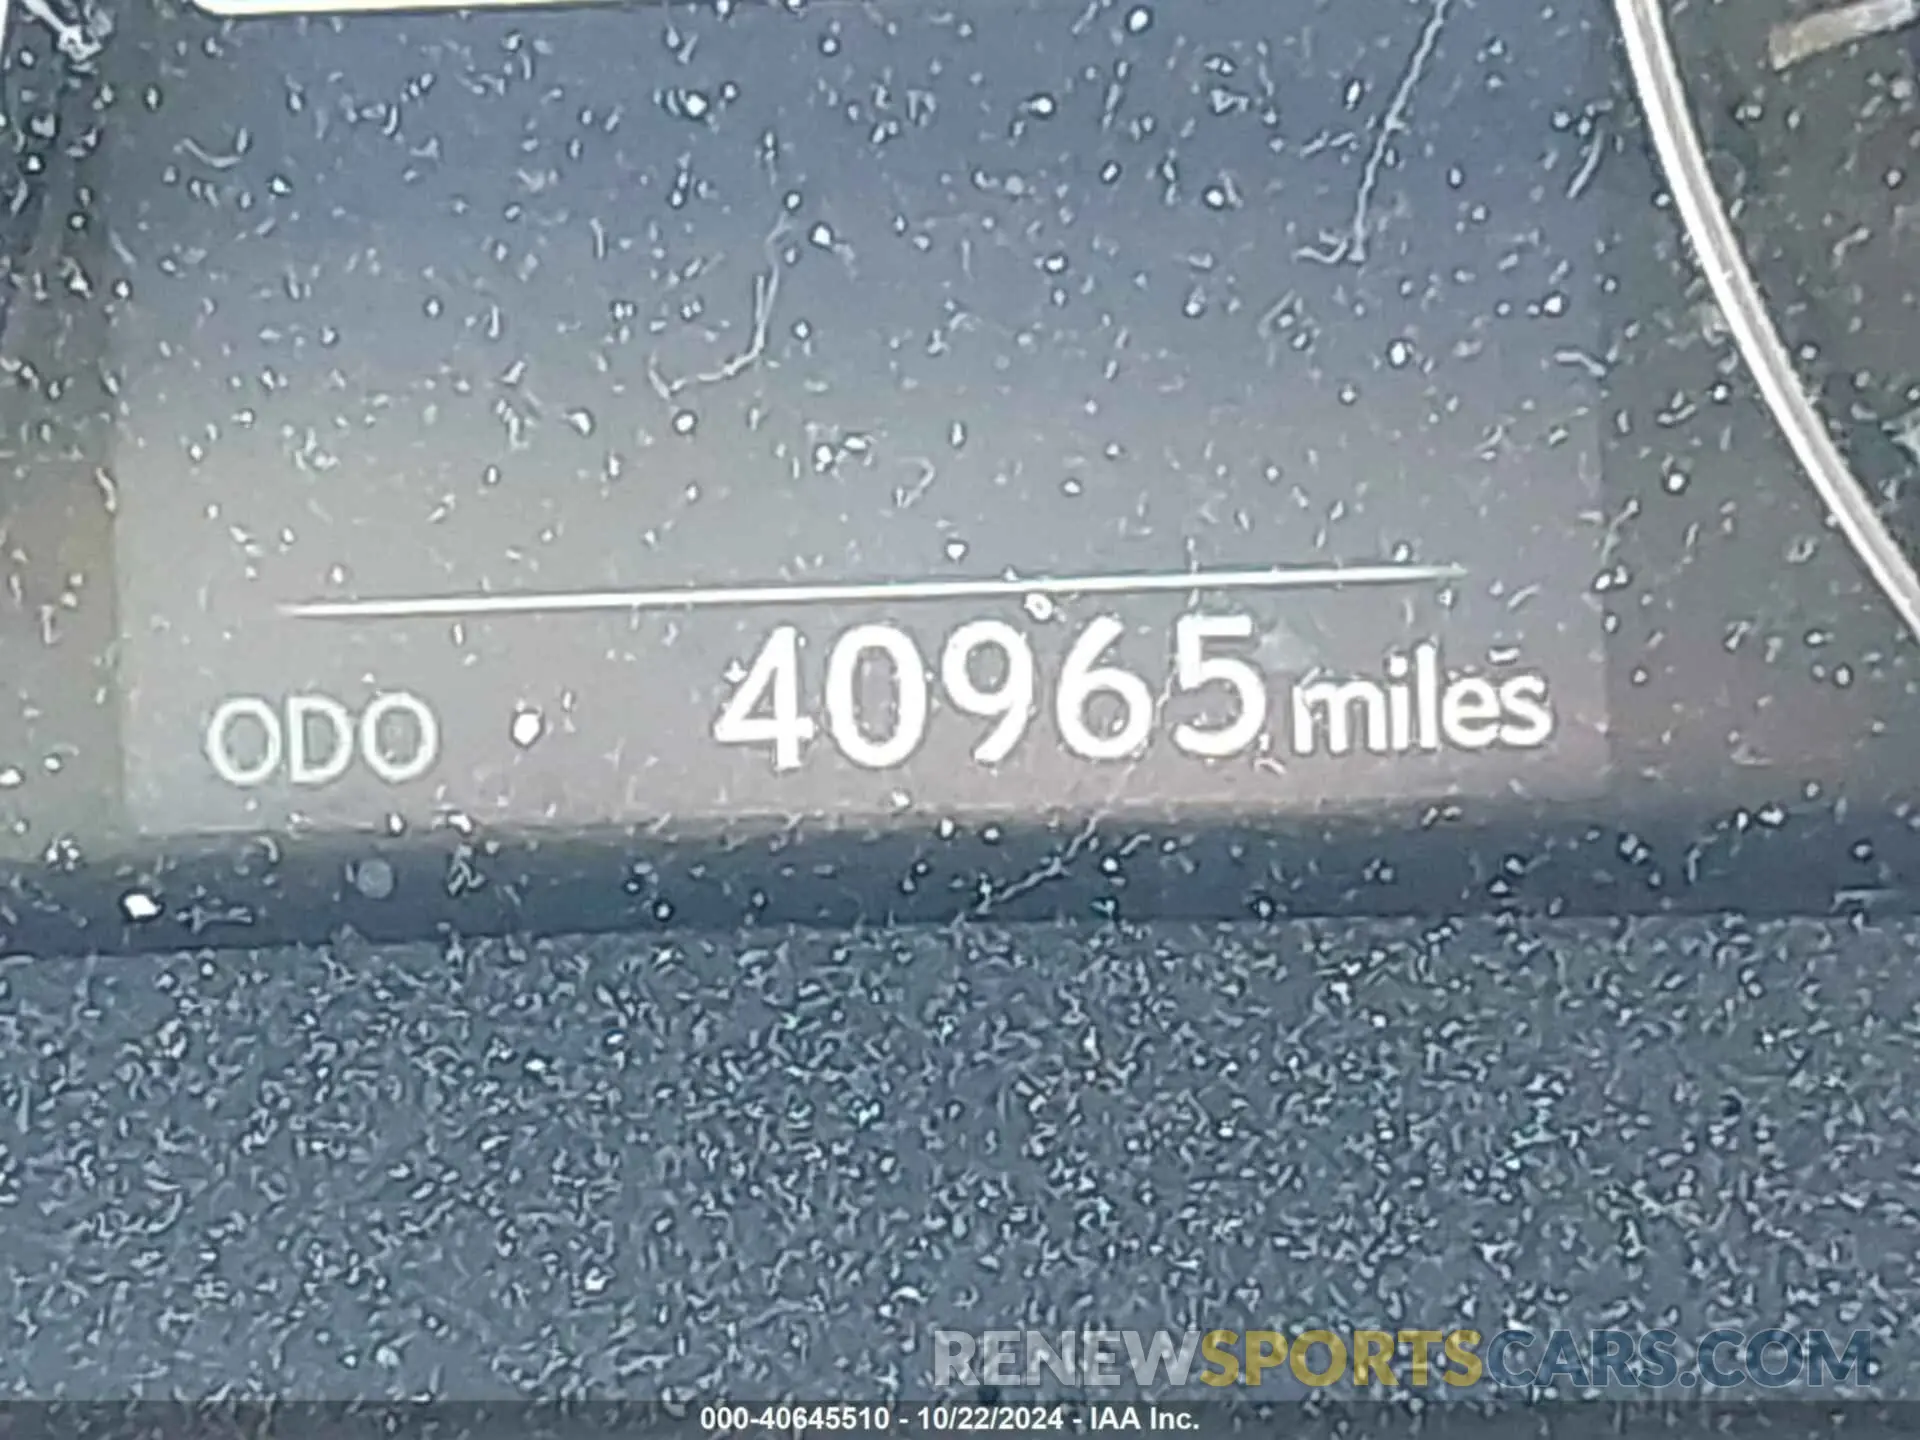 ODO 40965 miles
RENEWSPORTSCARS.COM
000-40645510 - 10/22/2024 - IAA Inc.